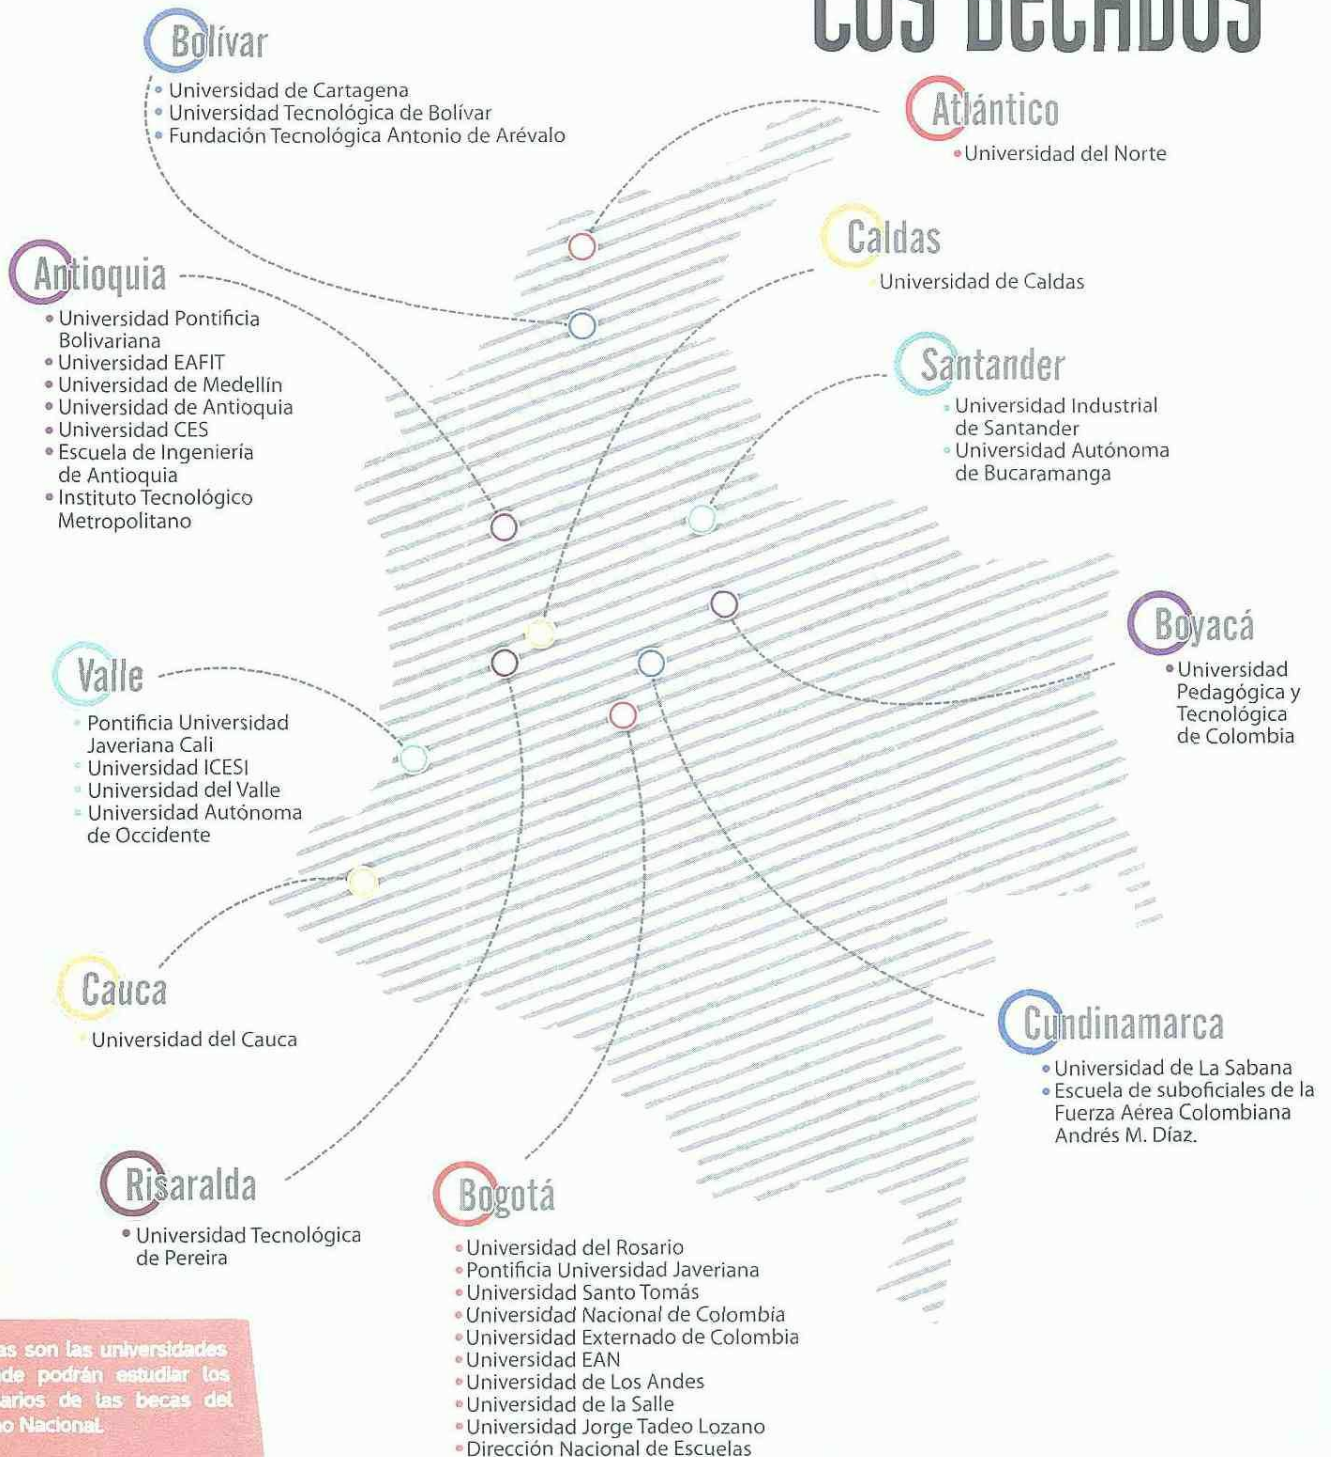 LOS BECADOS
Bolívar
• Universidad de Cartagena
• Universidad Tecnológica de Bolívar
• Fundación Tecnológica Antonio de Arévalo
Atlántico
• Universidad del Norte
Caldas
Universidad de Caldas
Antioquia
• Universidad Pontificia
Bolivariana
• Universidad EAFIT
• Universidad de Medellín
• Universidad de Antioquia
• Universidad CES
• Escuela de Ingeniería
de Antioquia
• Instituto Tecnológico
Metropolitano
Santander
• Universidad Industrial
de Santander
• Universidad Autónoma
de Bucaramanga
Boyacá
• Universidad
Pedagógica y
Tecnológica
de Colombia
Valle
• Pontificia Universidad
Javeriana Cali
• Universidad ICESI
• Universidad del Valle
• Universidad Autónoma
de Occidente
Cauca
• Universidad del Cauca
Cundinamarca
• Universidad de La Sabana
• Escuela de suboficiales de la
Fuerza Aérea Colombiana
Andrés M. Díaz.
Risaralda
• Universidad Tecnológica
de Pereira
Bogotá
• Universidad del Rosario
• Pontificia Universidad Javeriana
• Universidad Santo Tomás
• Universidad Nacional de Colombia
• Universidad Externado de Colombia
• Universidad EAN
• Universidad de Los Andes
• Universidad de la Salle
• Universidad Jorge Tadeo Lozano
• Dirección Nacional de Escuelas
as son las universidades
de podrán estudiar los
arios de las becas del
o Nacional.